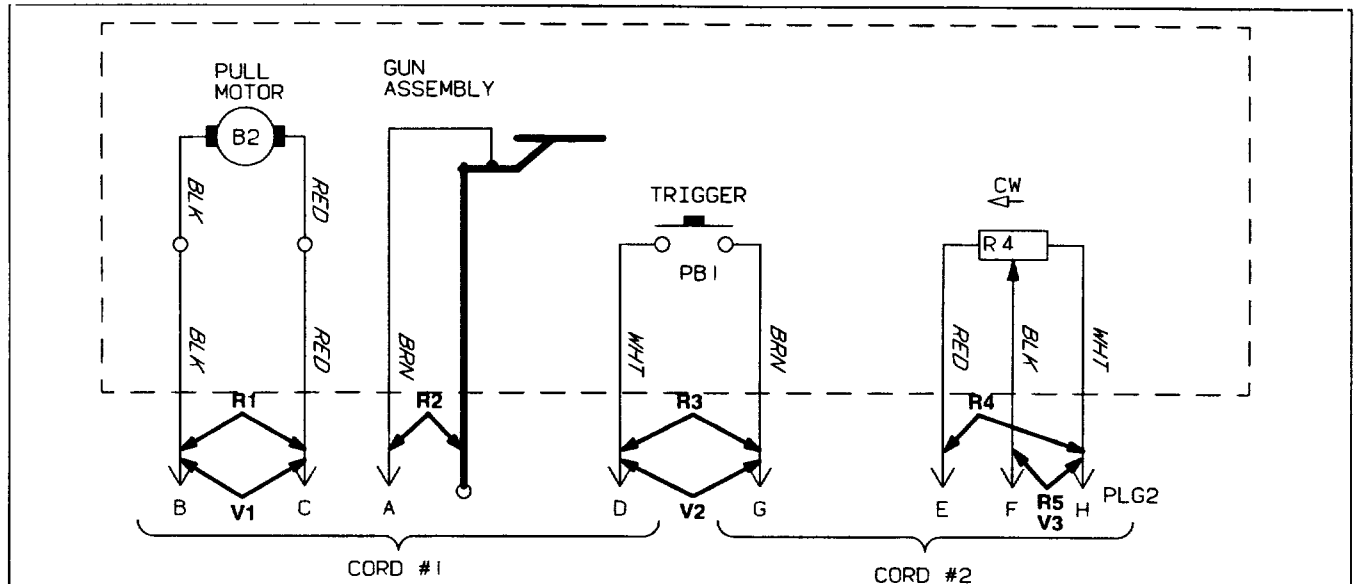 PULL
MOTOR
GUN
ASSEMBLY
B2
BLK
RED
TRIGGER
PB1
CW
R4
BLK
RED
BRN
WHT
BRN
RED
BLK
WHT
R1
R2
R3
R4
B
C
A
D
G
E
F
H
PLG2
V1
V2
R5
V3
CORD #1
CORD #2